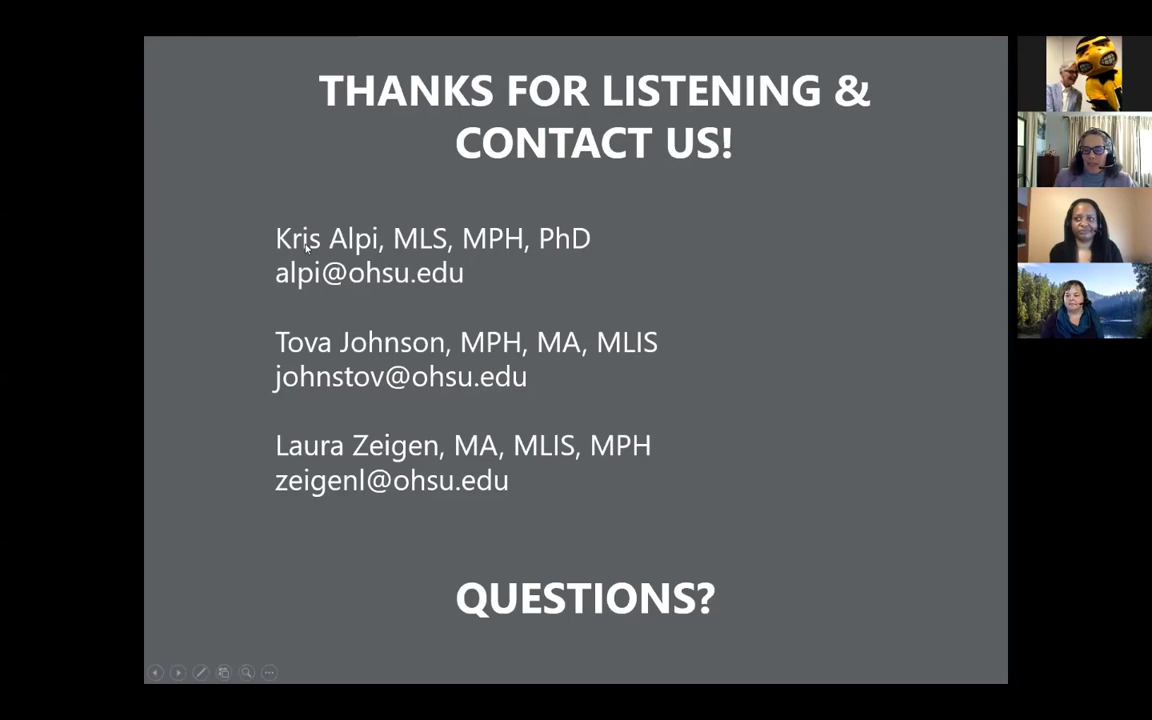 THANKS FOR LISTENING &
CONTACT US!
Kris Alpi, MLS, MPH, PhD
alpi@ohsu.edu
Tova Johnson, MPH, MA, MLIS
johnstov@ohsu.edu
Laura Zeigen, MA, MLIS, MPH
zeigenl@ohsu.edu
QUESTIONS?